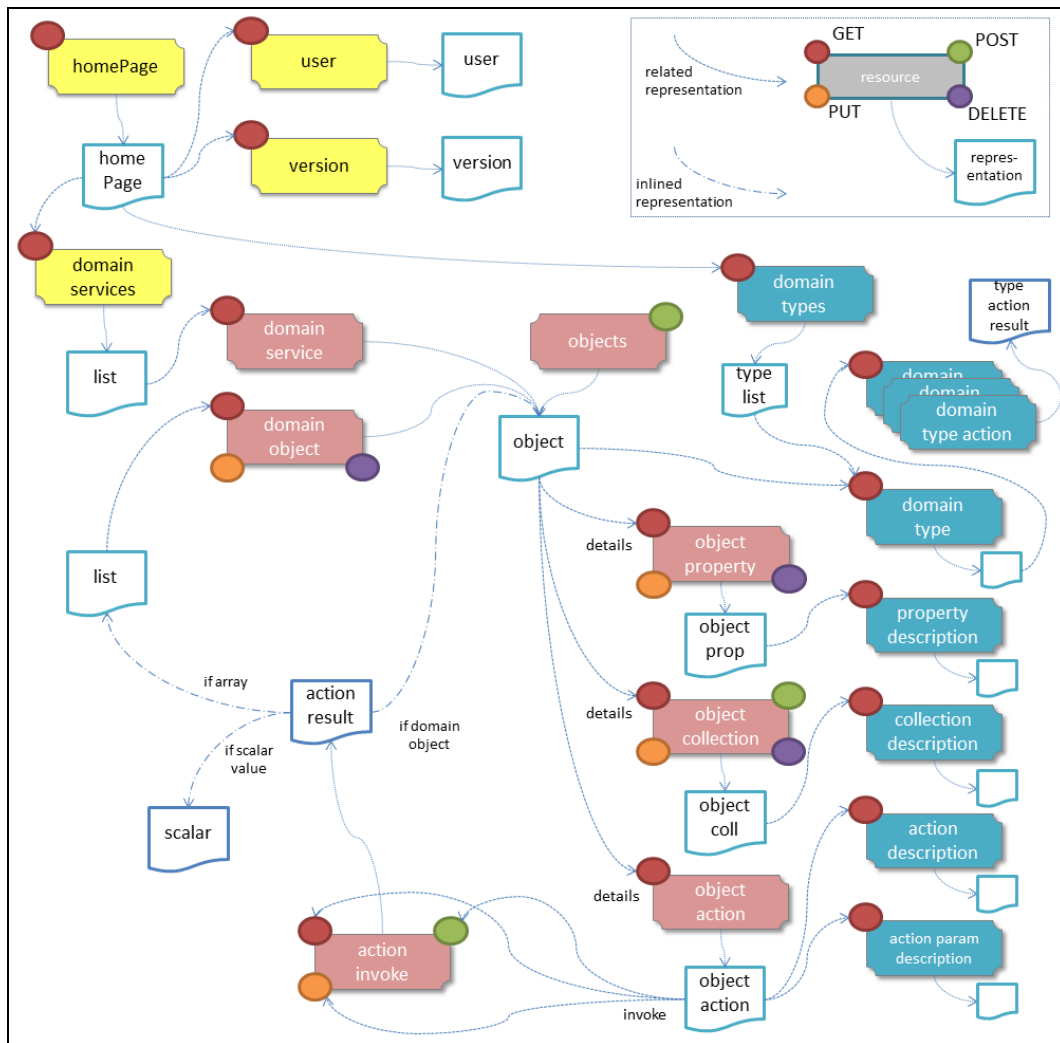 homePage
user
user
version
version
home
Page
GET
POST
resource
PUT
DELETE
related
representation
inlined
representation
repres-
entation
domain
services
list
domain
service
objects
domain
types
type
action
result
type
list
domain
domain
domain
type action
domain
object
object
domain
type
details
object
property
object
prop
property
description
list
if array
action
result
if domain
object
if scalar
value
scalar
details
object
collection
object
coll
collection
description
action
description
details
object
action
action
invoke
invoke
object
action
action param
description